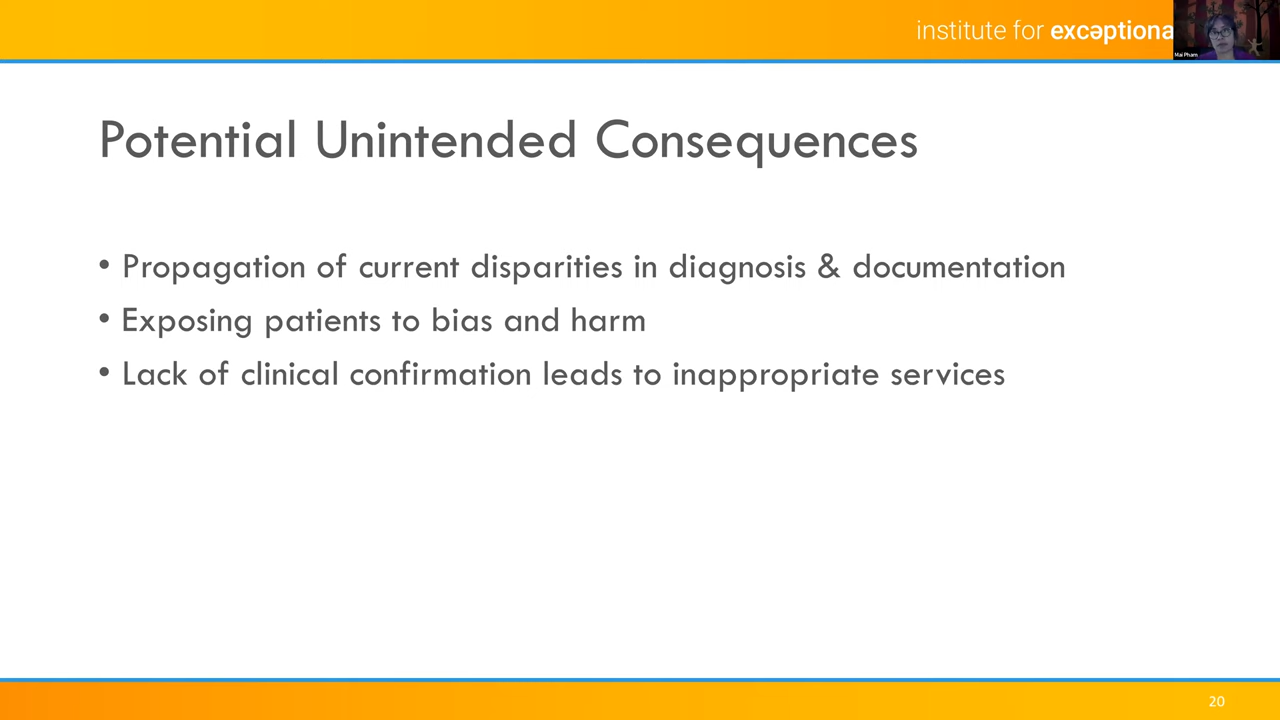 institute for excəptiona
Mai Pham
Potential Unintended Consequences
• Propagation of current disparities in diagnosis & documentation
• Exposing patients to bias and harm
• Lack of clinical confirmation leads to inappropriate services
20